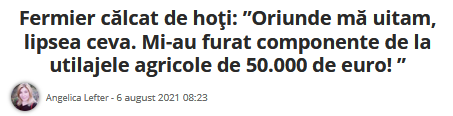 Fermier călcat de hoți: ”Oriunde mă uitam,
lipsea ceva. Mi-au furat componente de la
utilajele agricole de 50.000 de euro! ”
Angelica Lefter - 6 august 2021 08:23